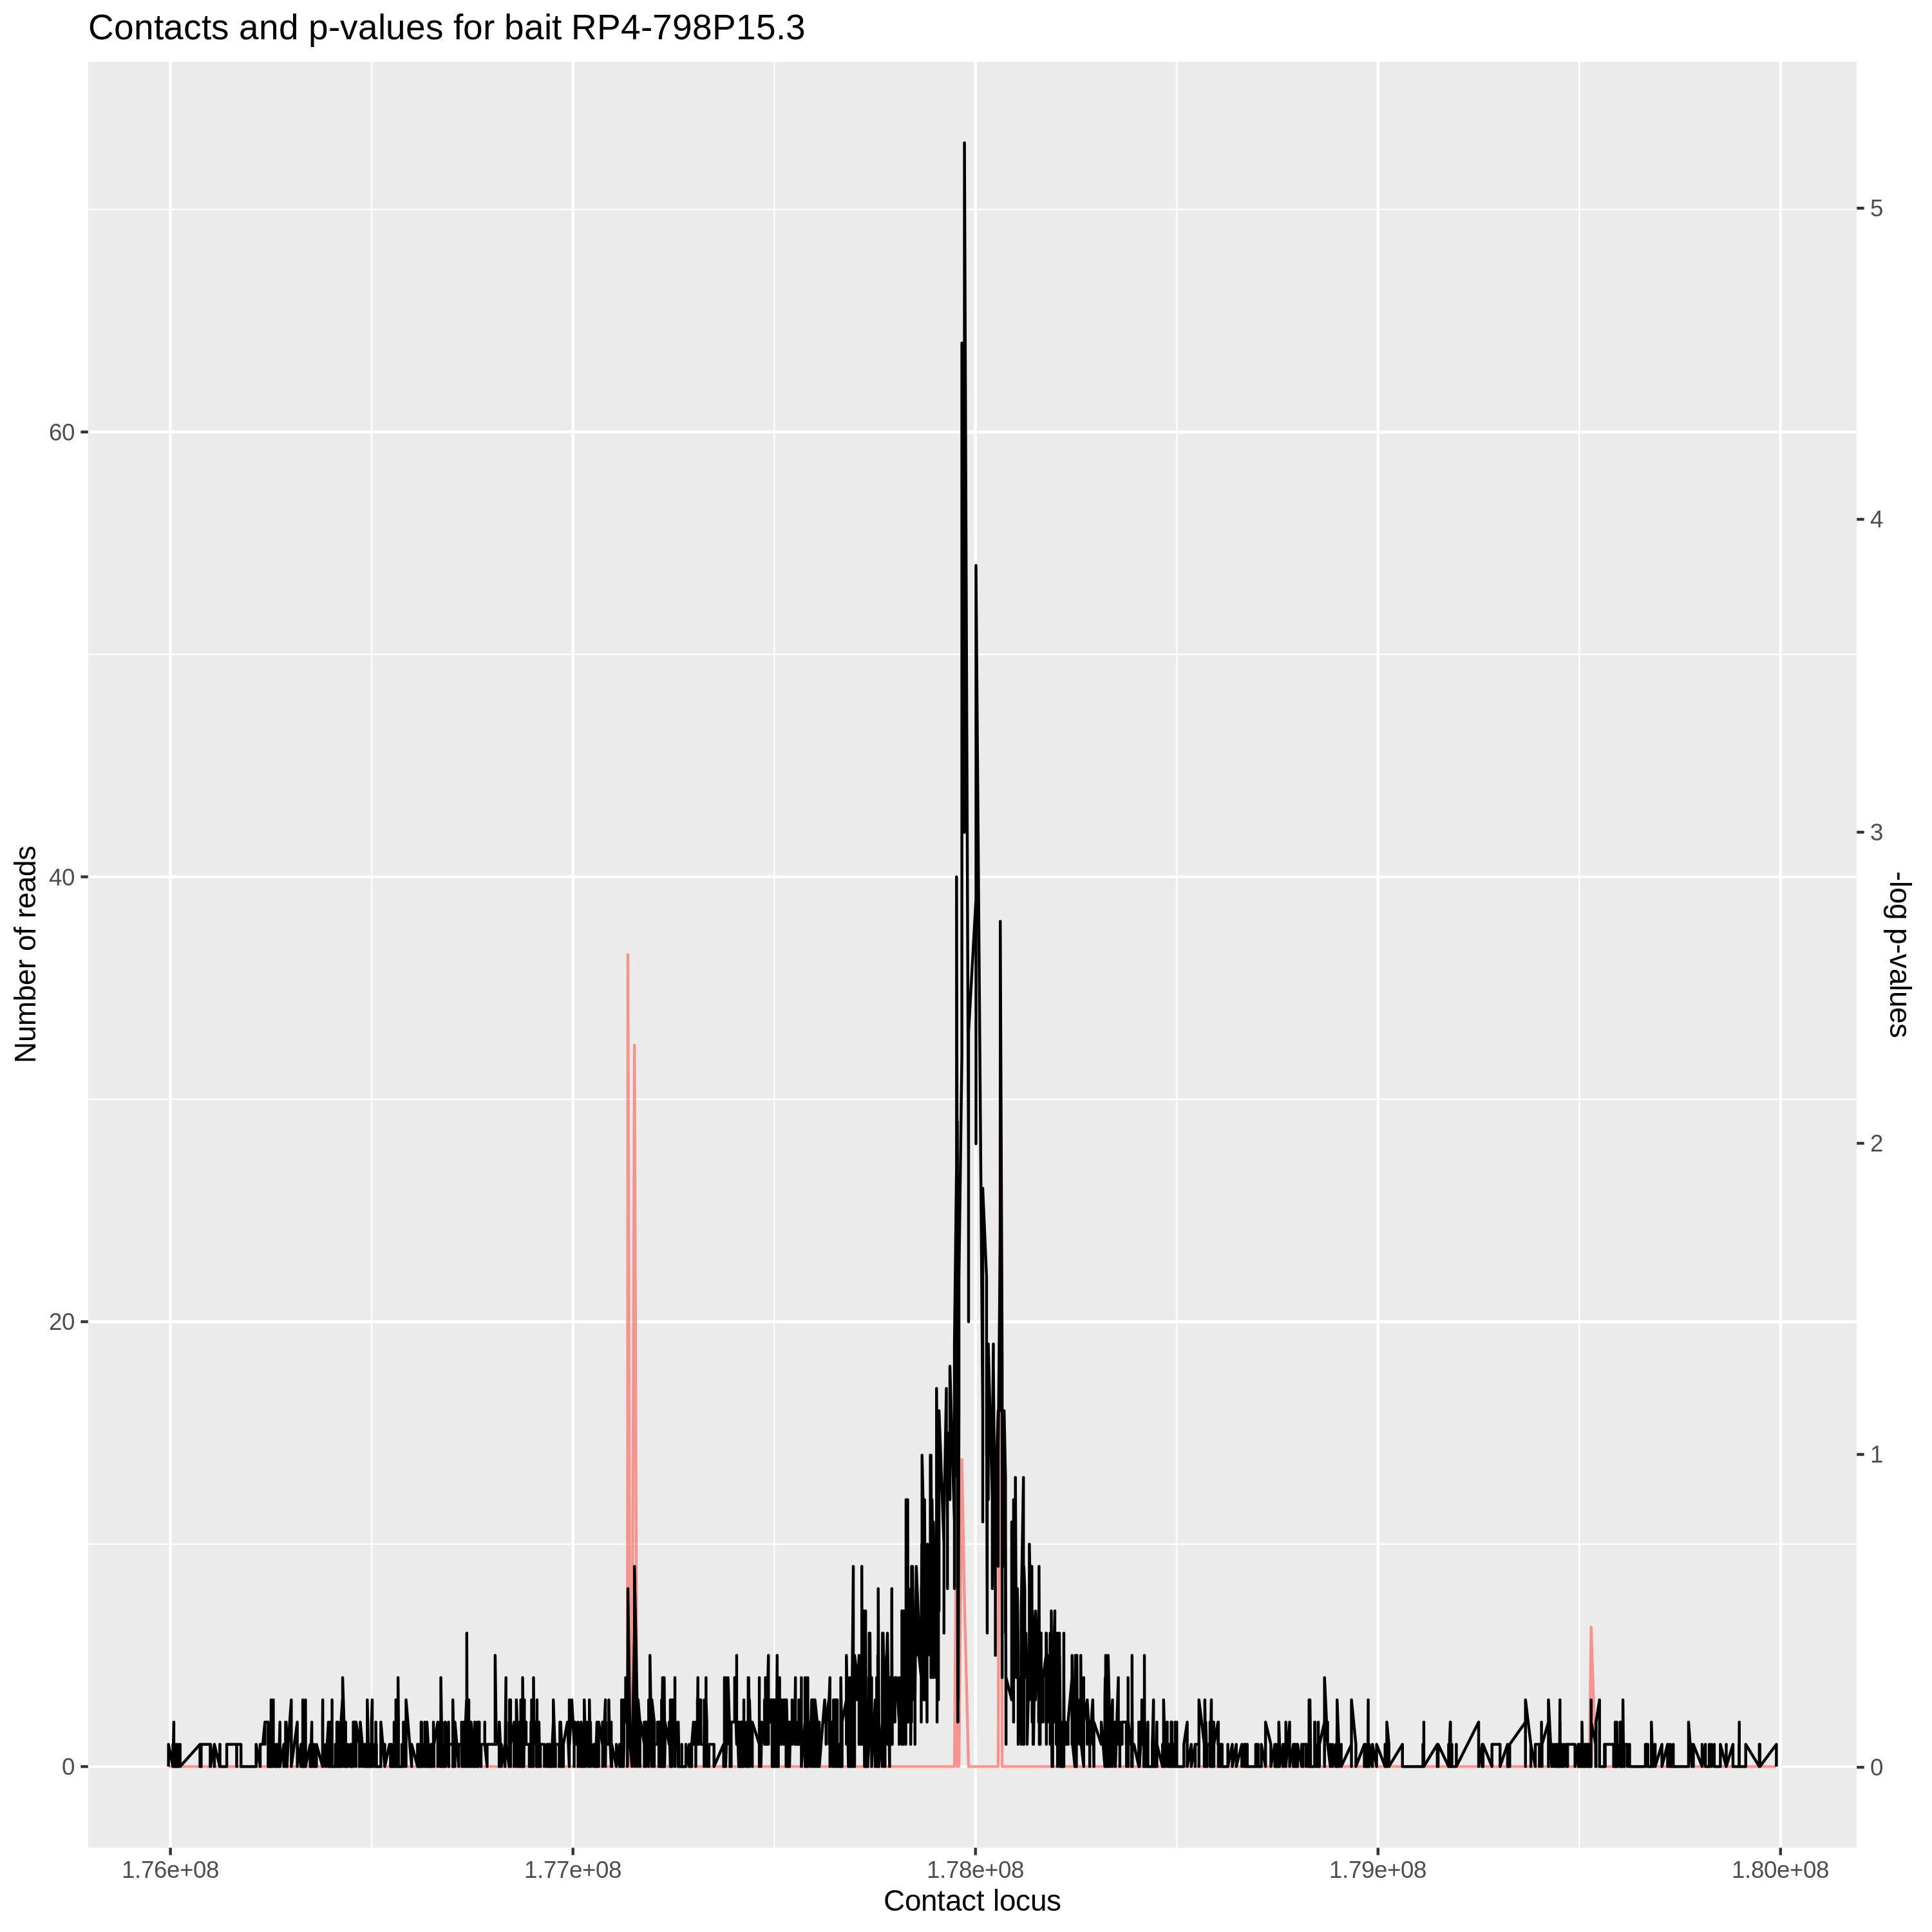 Contacts and p-values for bait RP4-798P15.3
Number of reads
60
40
20
0
5
4
3
2
1
0
-log p-values
1.76e+08
1.77e+08
1.78e+08
1.79e+08
1.80e+08
Contact locus